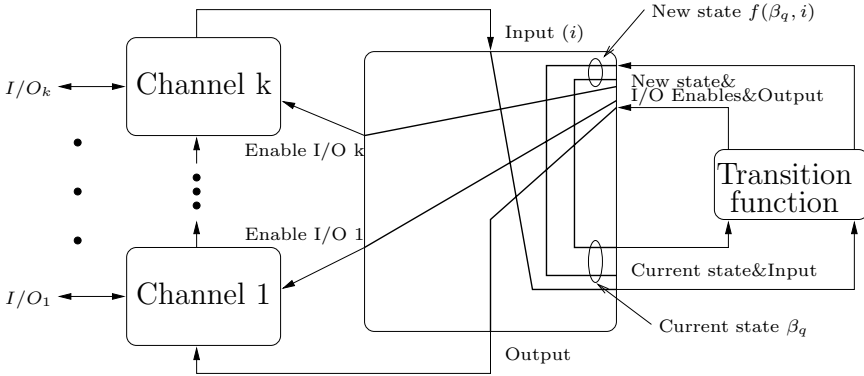 New state f(β_q, i)
Input (i)
Channel k
I/O_k
New state&
I/O Enables&Output
Enable I/O k
Transition
function
Enable I/O 1
Channel 1
I/O_1
Current state&Input
Current state β_q
Output